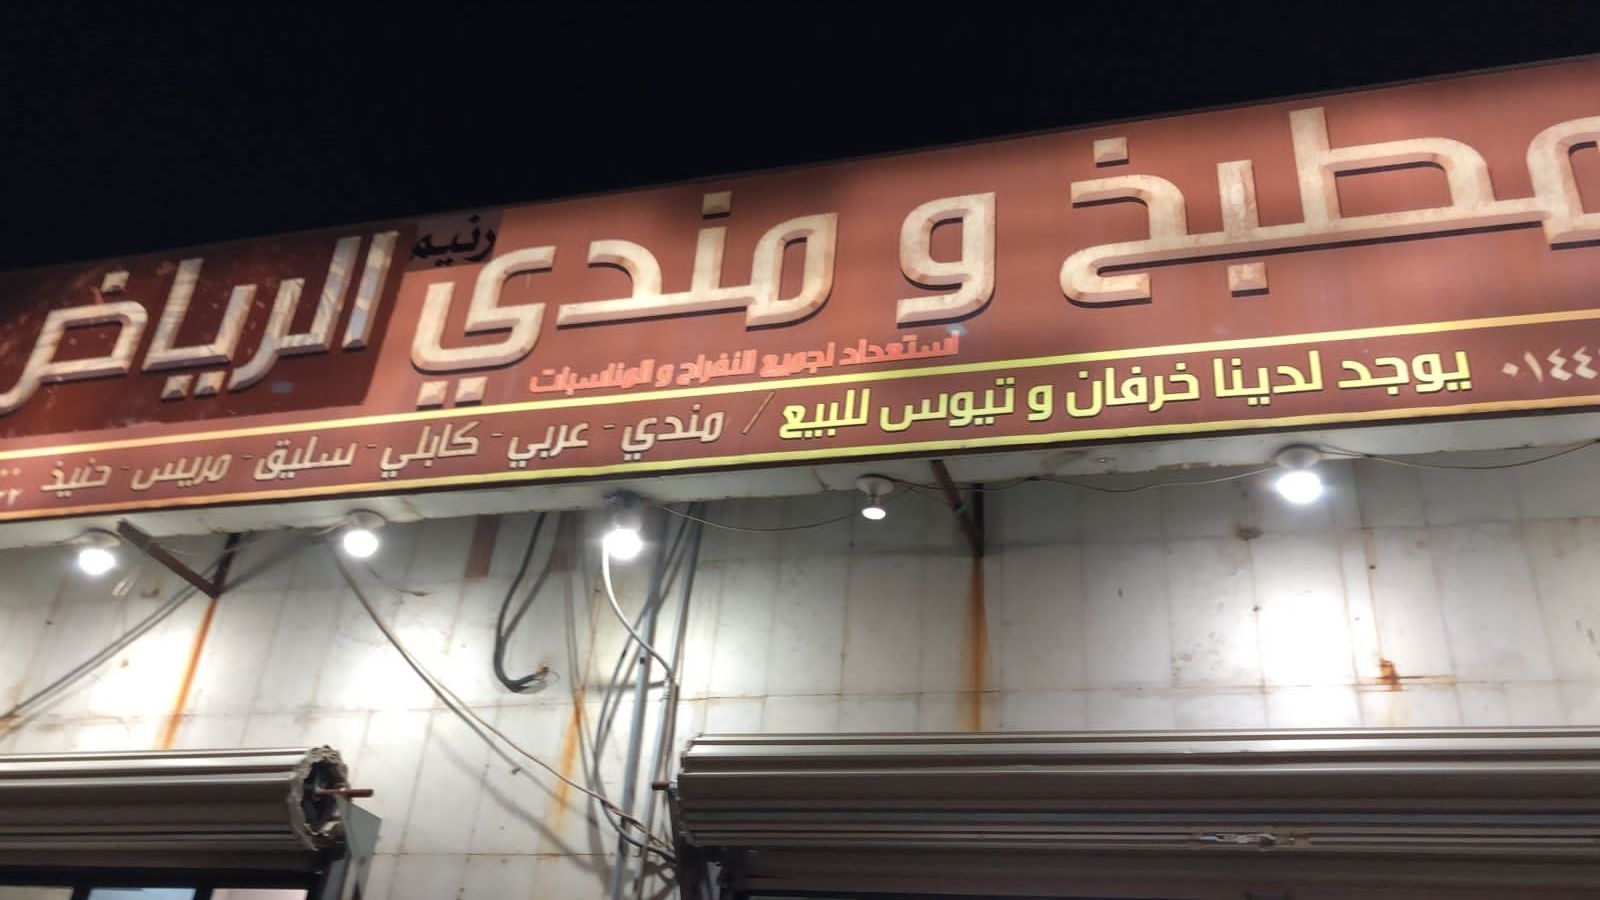 مطبخ و مندي الرياض
رنيم
استعداد لجميع الافراح و المناسبات
يوجد لدينا خرفان و تيوس للبيع / مندي - عربي - كابلي - سليق - مريس - حنيذ